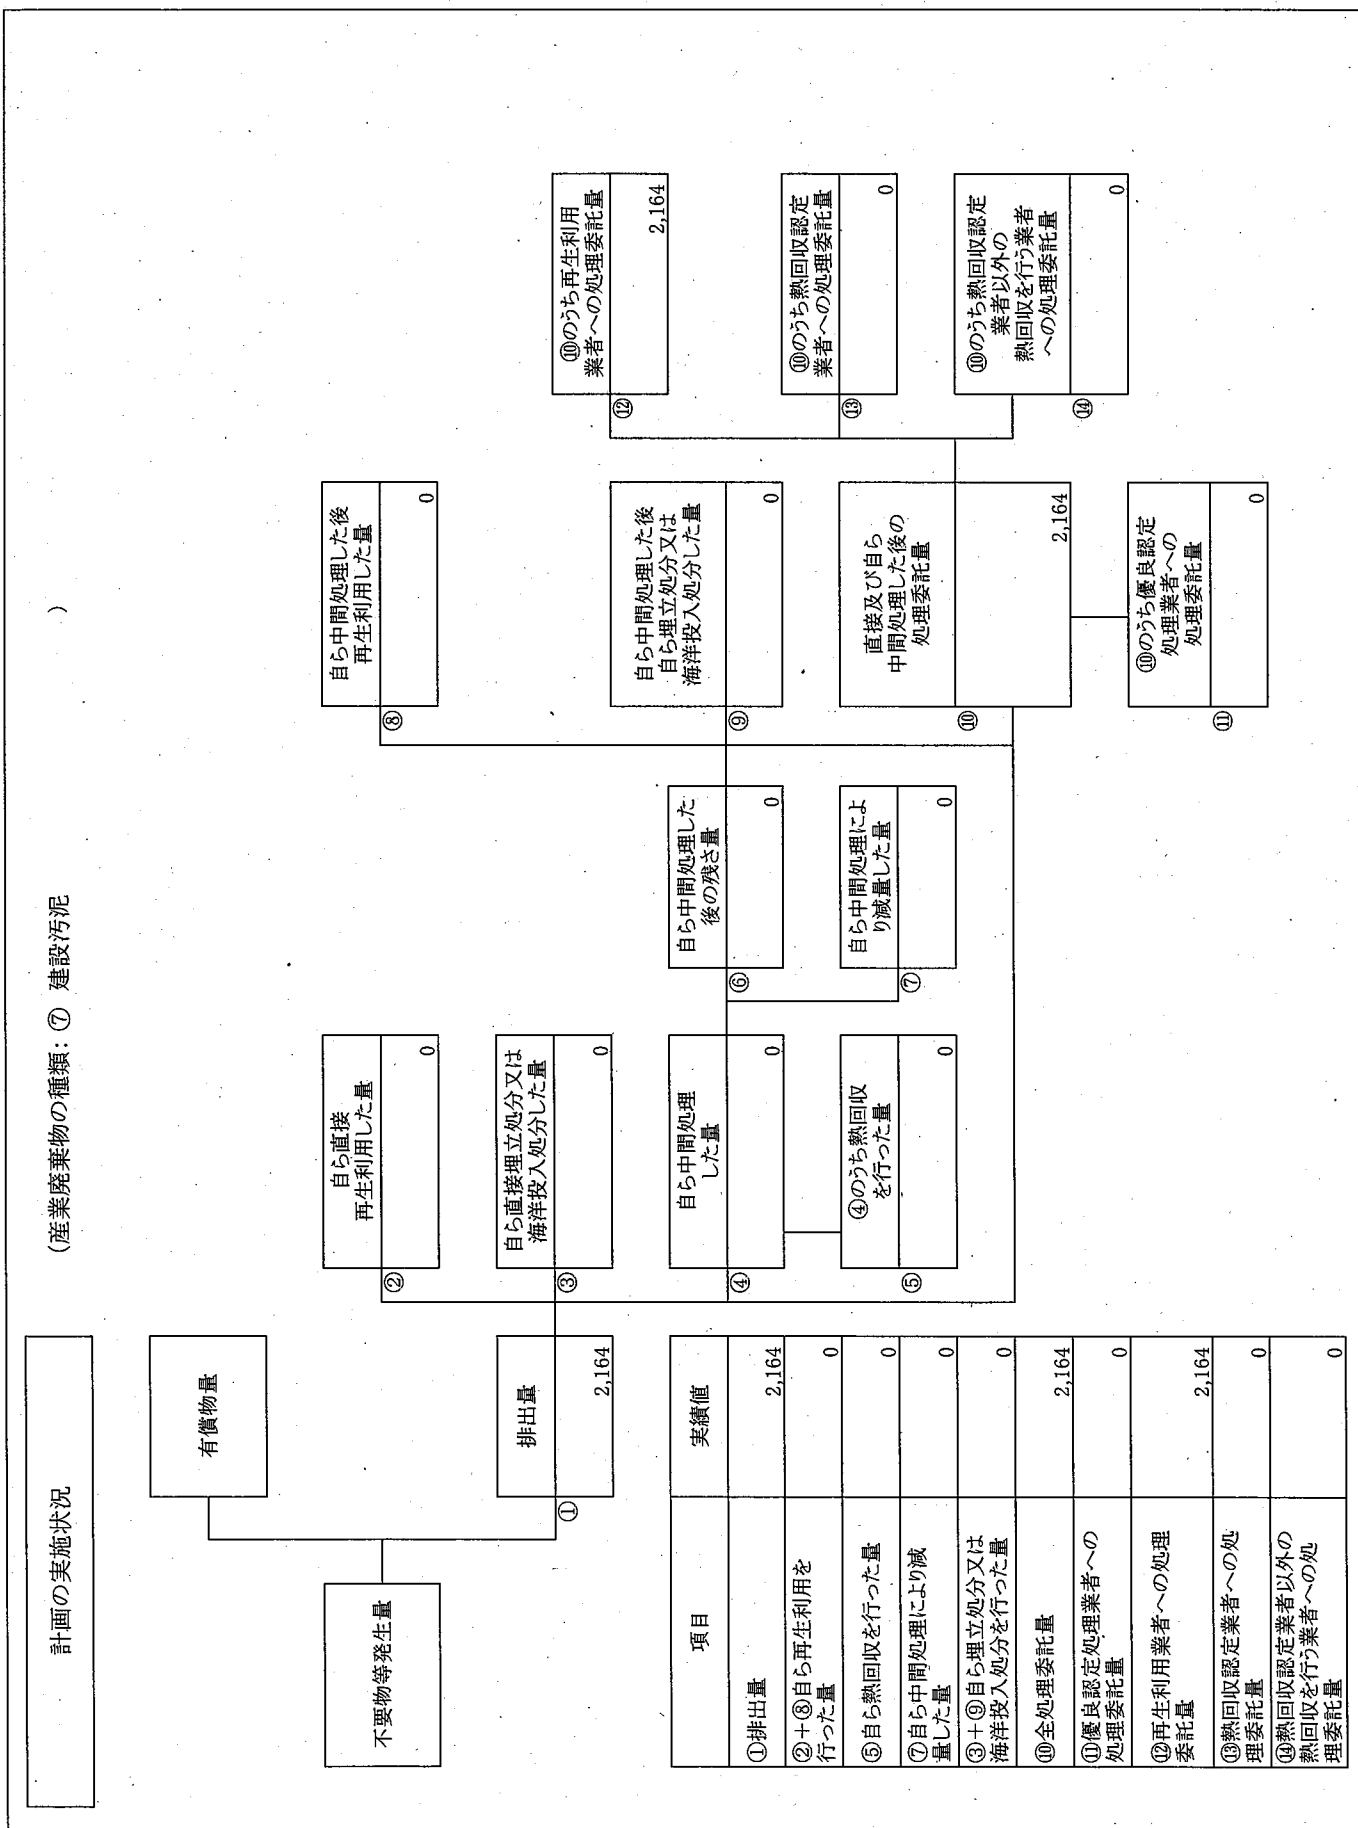 計画の実施状況
(産業廃棄物の種類：⑦ 建設汚泥
)
有償物量
不要物等発生量
排出量
①
2,164
自ら直接
再生利用した量
②
0
自ら直接埋立処分又は
海洋投入処分した量
③
0
自ら中間処理
した量
④
0
④のうち熱回収
を行った量
⑤
0
自ら中間処理した
後の残さ量
⑥
0
自ら中間処理によ
り減量した量
⑦
0
自ら中間処理した後
再生利用した量
⑧
0
自ら中間処理した後
自ら埋立処分又は
海洋投入処分した量
⑨
0
直接及び自ら
中間処理した後の
処理委託量
⑩
2,164
⑩のうち優良認定
処理業者への
処理委託量
⑪
0
⑩のうち再生利用
業者への処理委託量
⑫
2,164
⑩のうち熱回収認定
業者への処理委託量
⑬
0
⑩のうち熱回収認定
業者以外の
熱回収を行う業者
への処理委託量
⑭
0
項目 実績値
①排出量 2,164
②+⑧自ら再生利用を
行った量 0
⑤自ら熱回収を行った量 0
⑦自ら中間処理により減
量した量 0
③+⑨自ら埋立処分又は
海洋投入処分を行った量 0
⑩全処理委託量 2,164
⑪優良認定処理業者への
処理委託量 0
⑫再生利用業者への処理
委託量 2,164
⑬熱回収認定業者への処
理委託量 0
⑭熱回収認定業者以外の
熱回収を行う業者への処
理委託量 0